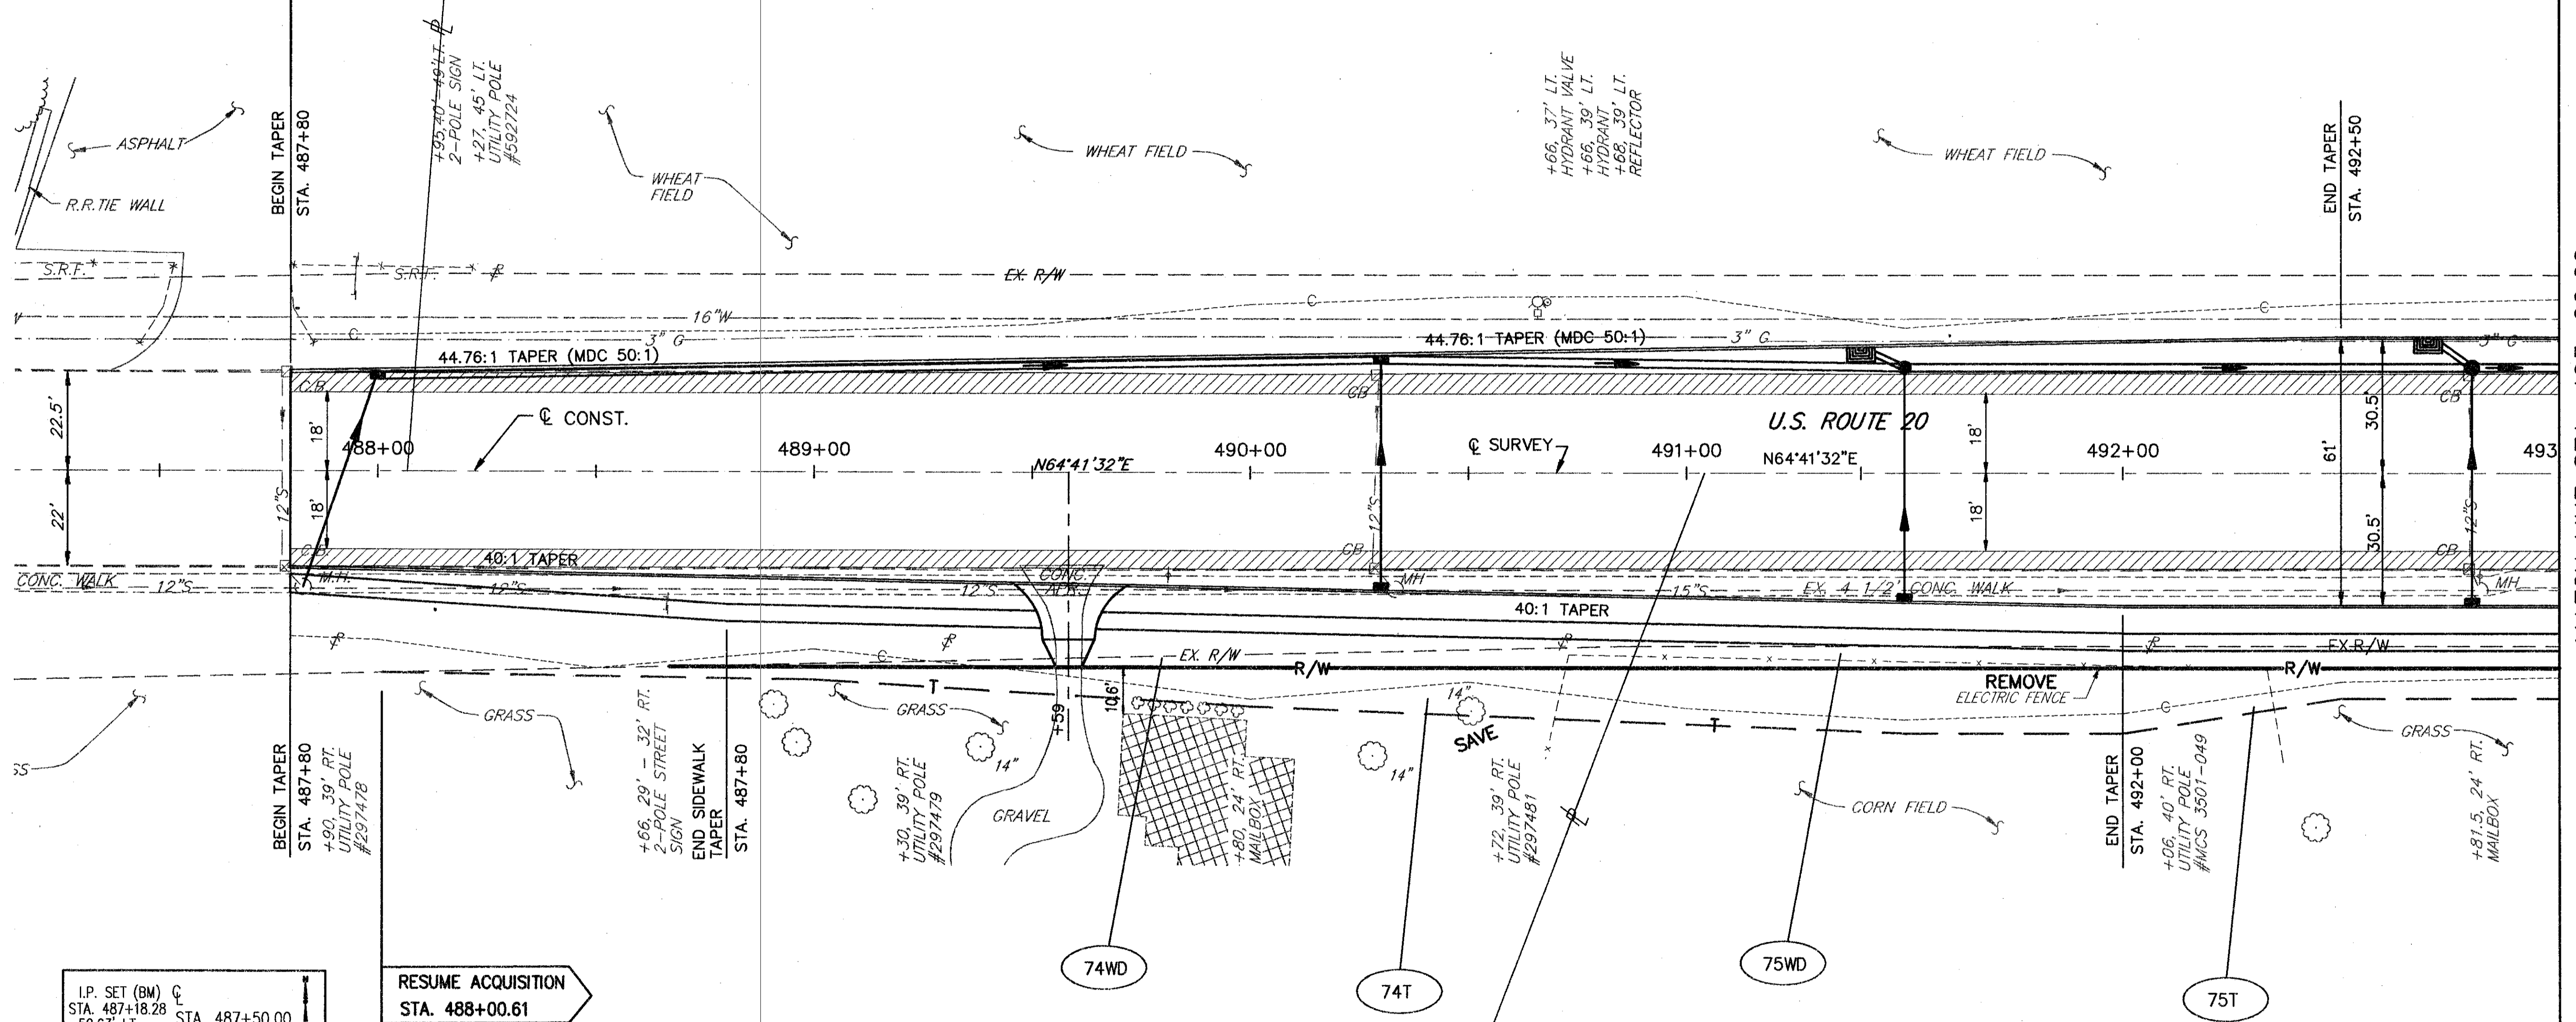 BEGIN TAPER
STA. 487+80
+95,40'-49' LT.
2-POLE SIGN
+27, 45' LT.
UTILITY POLE
#592724
+66, 37' LT.
HYDRANT VALVE
+66, 39' LT.
HYDRANT
+68, 39' LT.
REFLECTOR
END TAPER
STA. 492+50
ASPHALT
R.R.TIE WALL
WHEAT
FIELD
WHEAT FIELD
WHEAT FIELD
S.R.F.
S.R.F.
EX. R/W
16"W
3" G
44.76:1 TAPER (MDC 50:1)
44.76:1 TAPER (MDC 50:1)
3" G
3" G
C.B.
CB
CB
22.5'
18'
℄ CONST.
U.S. ROUTE 20
18'
30.5'
61'
488+00
489+00
490+00
℄ SURVEY
491+00
492+00
493
N64°41'32"E
N64°41'32"E
22'
12"S
18'
12"S
18'
30.5'
12"S
C.B.
40:1 TAPER
CB
CB
CONC. WALK
12"S
M.H.
12"S
12"S
CONC.
APR.
MH
15"S
EX. 4 1/2' CONC. WALK
MH
40:1 TAPER
EX. R/W
EX R/W
R/W
R/W
T
T
10.6'
+59
REMOVE
ELECTRIC FENCE
GRASS
GRASS
GRASS
SS
14"
14"
14"
SAVE
GRAVEL
CORN FIELD
BEGIN TAPER
STA. 487+80
+90, 39' RT.
UTILITY POLE
#297478
+66, 29' - 32' RT.
2-POLE STREET
SIGN
END SIDEWALK
TAPER
STA. 487+80
+30, 39' RT.
UTILITY POLE
#297479
+80, 24' RT.
MAILBOX
+72, 39' RT.
UTILITY POLE
#297481
END TAPER
STA. 492+00
+06, 40' RT.
UTILITY POLE
#MCS 3501-049
+81.5, 24' RT.
MAILBOX
74WD
74T
75WD
75T
RESUME ACQUISITION
STA. 488+00.61
I.P. SET (BM) ℄
STA. 487+18.28
STA. 487+50.00